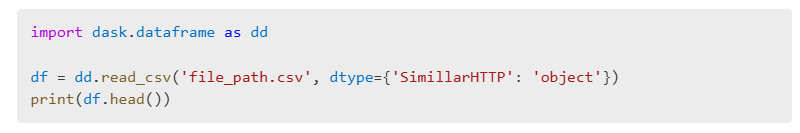 import dask.dataframe as dd
df = dd.read_csv('file_path.csv', dtype={'SimillarHTTP': 'object'})
print(df.head())